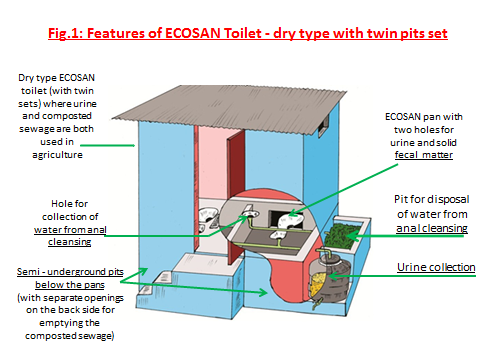 Fig.1: Features of ECOSAN Toilet - dry type with twin pits set
Dry type ECOSAN
toilet (with twin
sets) where urine
and composted
sewage are both
used in
agriculture
ECOSAN pan with
two holes for
urine and solid
fecal matter
Hole for
collection of
water from anal
cleansing
Pit for disposal
of water from
anal cleansing
Semi - underground pits
below the pans
(with separate openings
on the back side for
emptying the
composted sewage)
Urine collection